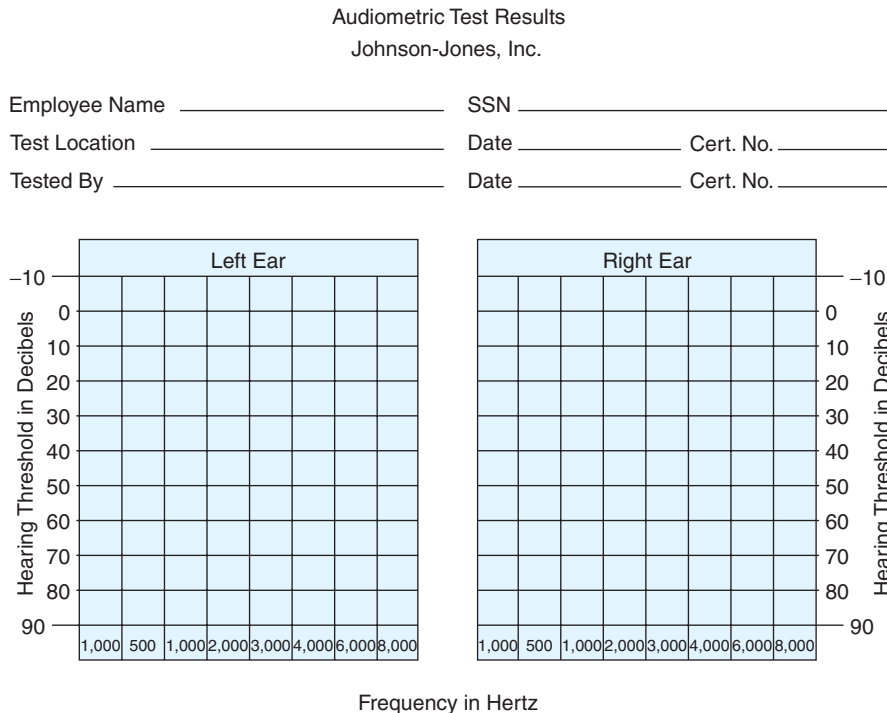 Audiometric Test Results
Johnson-Jones, Inc.
Employee Name SSN
Test Location Date Cert. No.
Tested By Date Cert. No.
Left Ear Right Ear
–10 –10
0 0
10 10
20 20
30 30
40 40
50 50
60 60
70 70
80 80
90 90
Hearing Threshold in Decibels
Hearing Threshold in Decibels
1,000 500 1,000 2,000 3,000 4,000 6,000 8,000 1,000 500 1,000 2,000 3,000 4,000 6,000 8,000
Frequency in Hertz